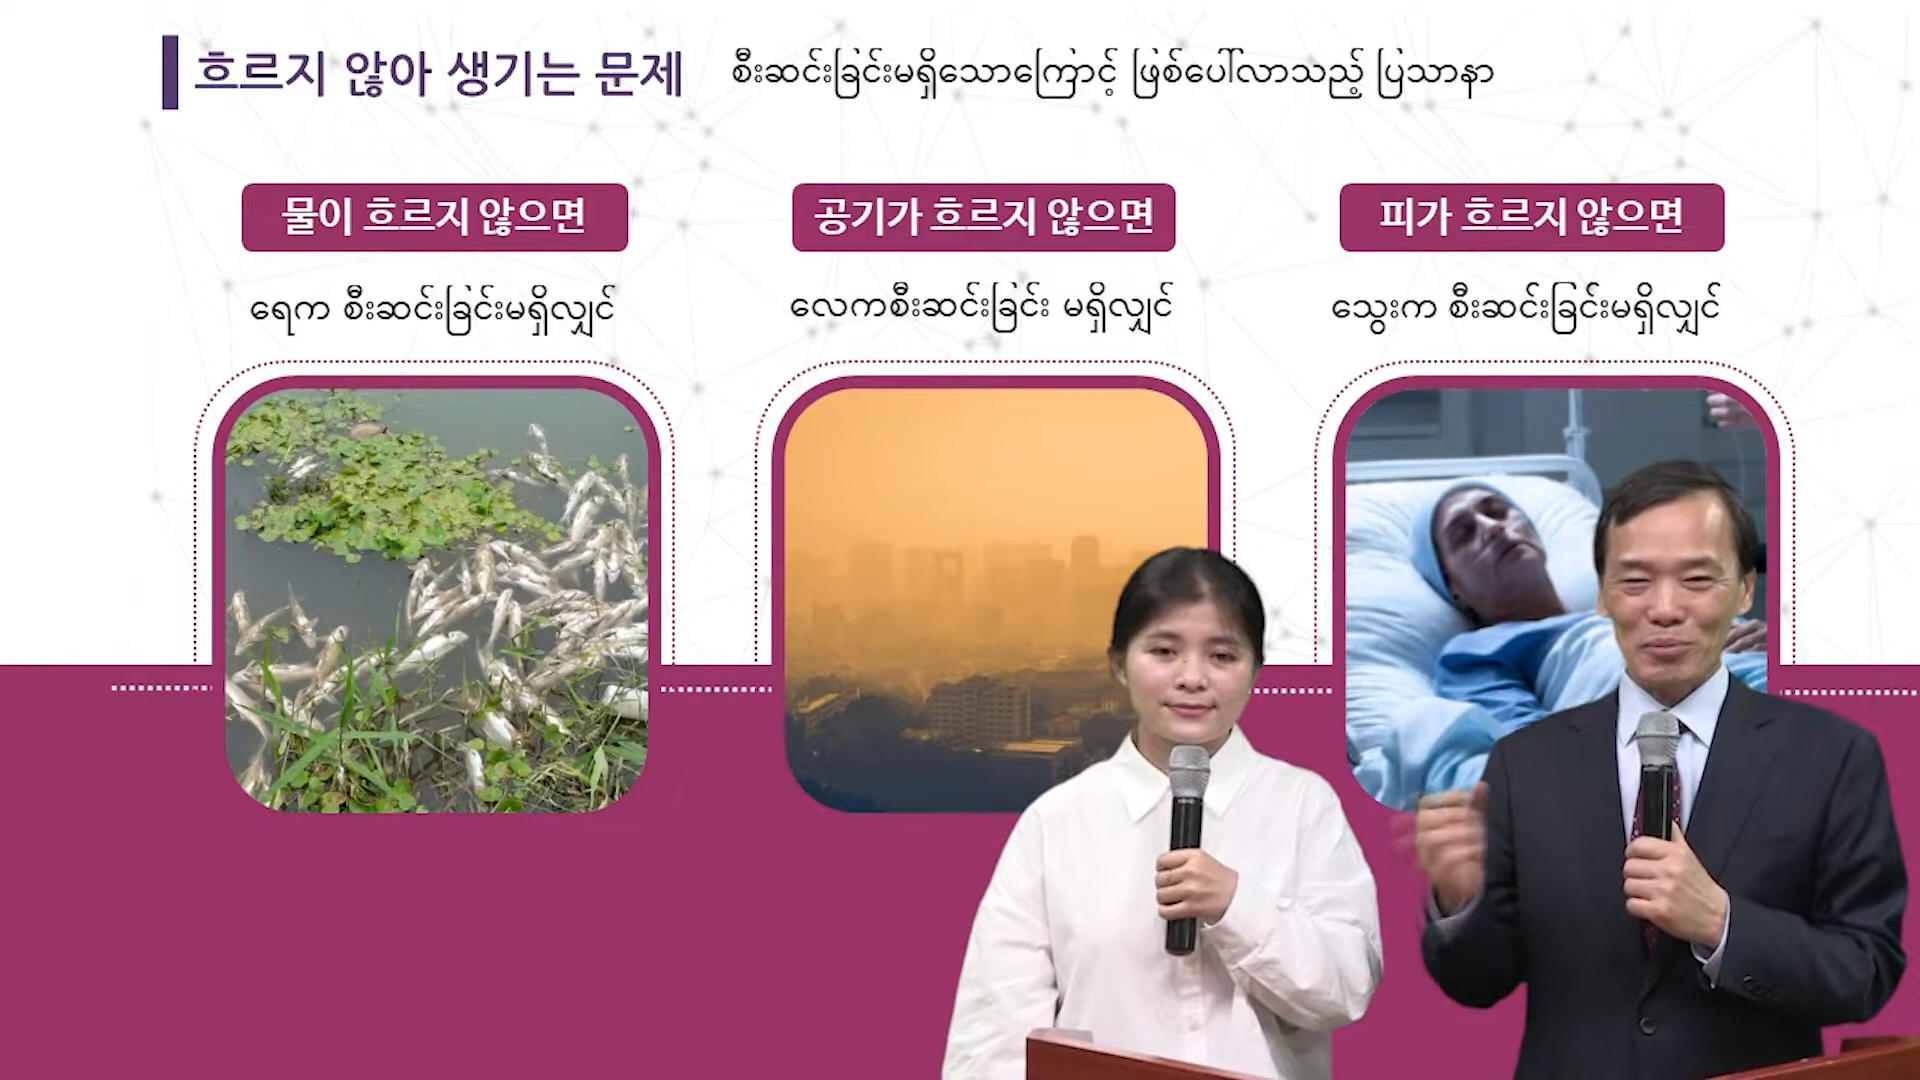 흐르지 않아 생기는 문제
စီးဆင်းခြင်းမရှိသောကြောင့် ဖြစ်ပေါ်လာသည့် ပြသာနာ
물이 흐르지 않으면
공기가 흐르지 않으면
피가 흐르지 않으면
ရေက စီးဆင်းခြင်းမရှိလျှင်
လေကစီးဆင်းခြင်း မရှိလျှင်
သွေးက စီးဆင်းခြင်းမရှိလျှင်